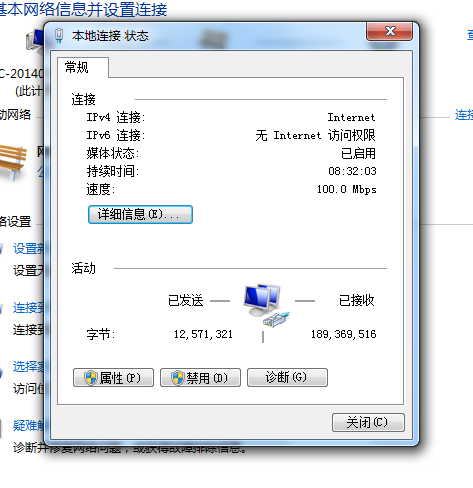 基本网络信息并设置连接
本地连接 状态
常规
连接
IPv4 连接: Internet
IPv6 连接: 无 Internet 访问权限
媒体状态: 已启用
持续时间: 08:32:03
速度: 100.0 Mbps
详细信息(E)...
活动
已发送 — — 已接收
字节: 12,571,321 | 189,369,516
属性(P) 禁用(D) 诊断(G)
关闭(C)
C-20140
(此计
动网络
连接
络设置
设置新
设置无
连接到
连接到
选择家
访问位
疑难解
诊断并修复网络问题，或获得故障排除信息。